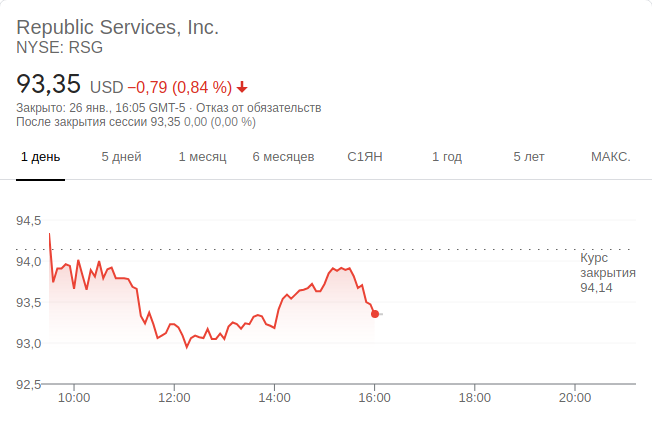 Republic Services, Inc.
NYSE: RSG
93,35 USD −0,79 (0,84 %)
Закрыто: 26 янв., 16:05 GMT-5 · Отказ от обязательств
После закрытия сессии 93,35 0,00 (0,00 %)
1 день 5 дней 1 месяц 6 месяцев С1ЯН 1 год 5 лет МАКС.
94,5
94,0
93,5
93,0
92,5
Курс
закрытия
94,14
10:00 12:00 14:00 16:00 18:00 20:00